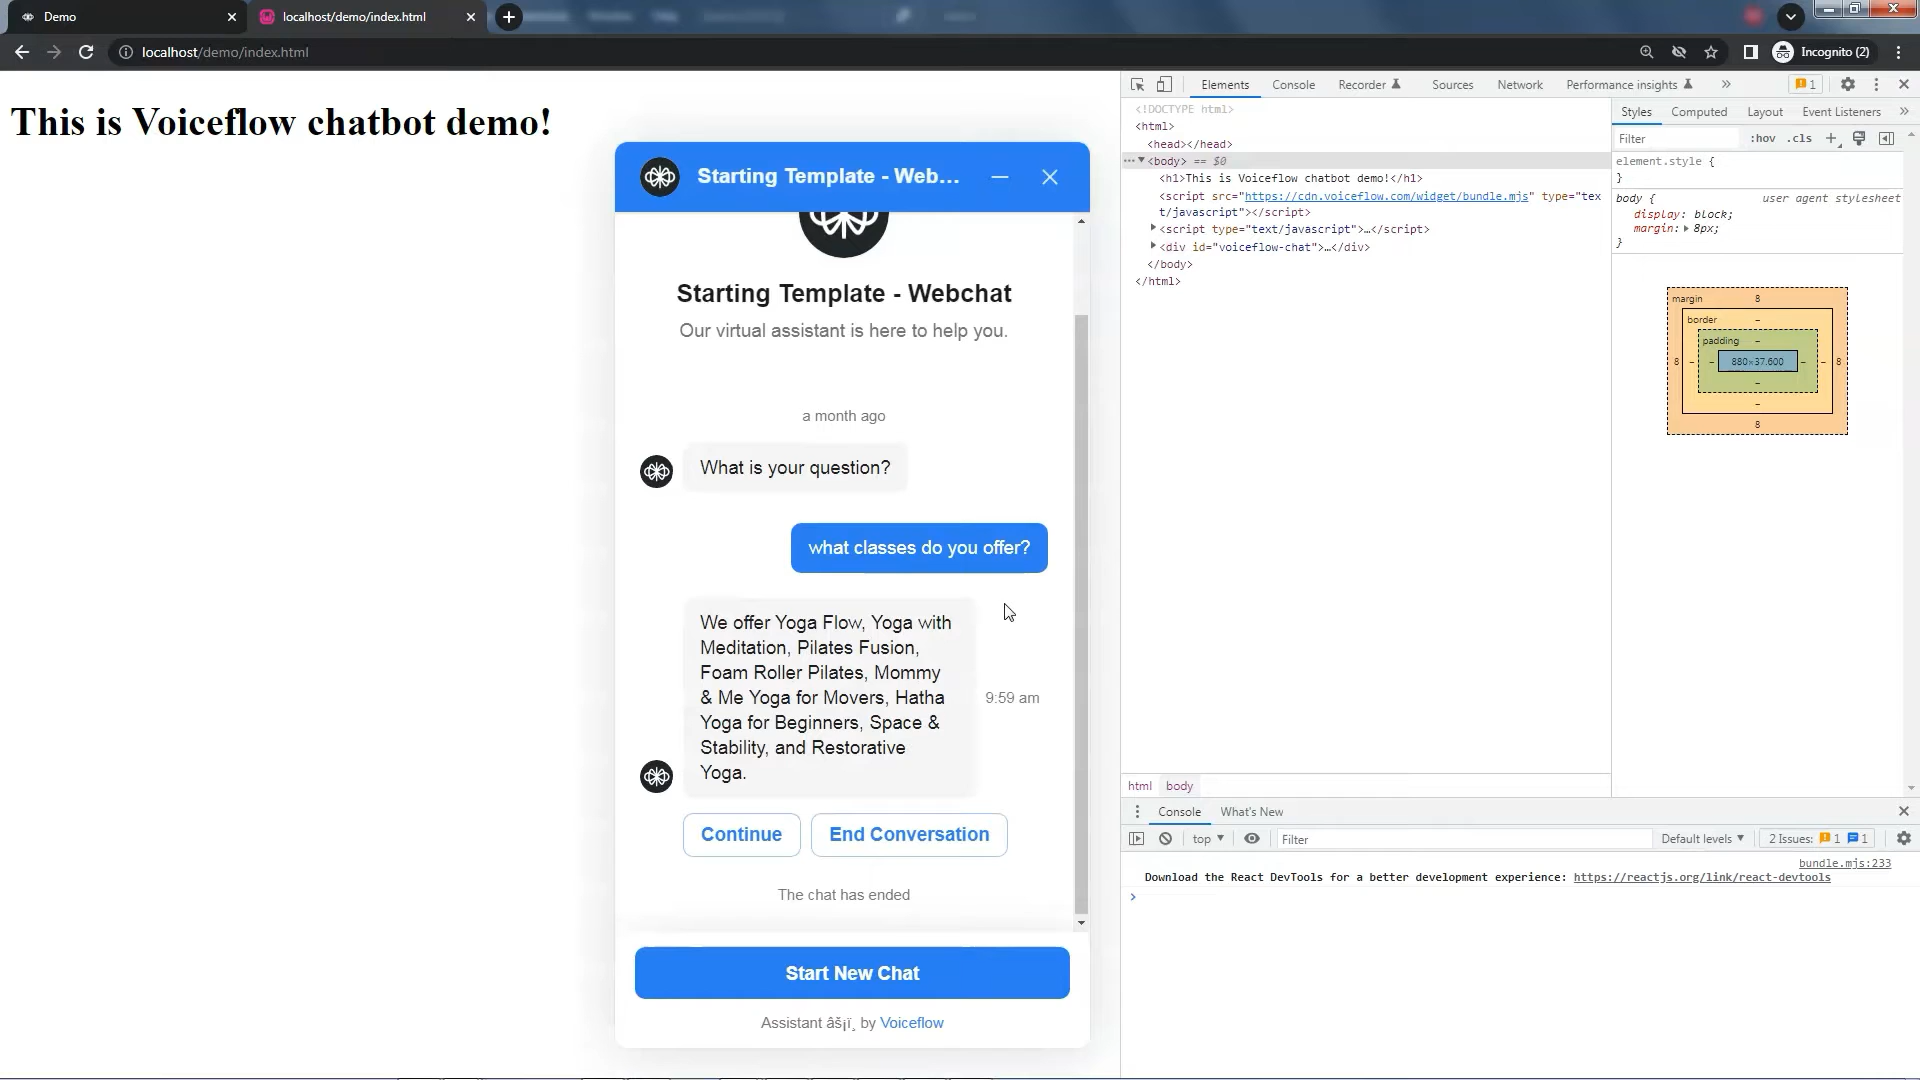 Demo
localhost/demo/index.html
localhost/demo/index.html
Incognito (2)
This is Voiceflow chatbot demo!
Starting Template - Web...
Starting Template - Webchat
Our virtual assistant is here to help you.
a month ago
What is your question?
what classes do you offer?
We offer Yoga Flow, Yoga with
Meditation, Pilates Fusion,
Foam Roller Pilates, Mommy
& Me Yoga for Movers, Hatha
Yoga for Beginners, Space &
Stability, and Restorative
Yoga.
9:59 am
Continue
End Conversation
The chat has ended
Start New Chat
Assistant âš¡ï¸ by Voiceflow
Elements Console Recorder Sources Network Performance insights » 1
<!DOCTYPE html>
<html>
<head></head>
••• <body> == $0
<h1>This is Voiceflow chatbot demo!</h1>
<script src="https://cdn.voiceflow.com/widget/bundle.mjs" type="tex
t/javascript"></script>
<script type="text/javascript">…</script>
<div id="voiceflow-chat">…</div>
</body>
</html>
html body
Styles Computed Layout Event Listeners »
Filter :hov .cls +
element.style {
}
body { user agent stylesheet
display: block;
margin: 8px;
}
margin 8
border –
padding –
8 – – 880×37.600 – – 8
–
–
8
Console What's New
top Filter Default levels 2 Issues: 1 1
bundle.mjs:233
Download the React DevTools for a better development experience: https://reactjs.org/link/react-devtools
>